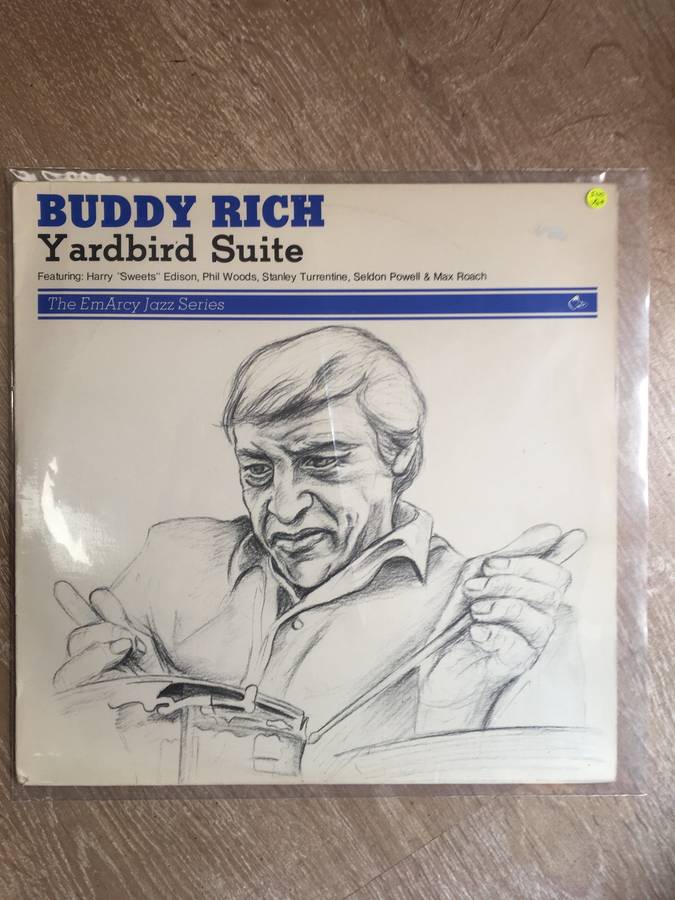 BUDDY RICH
Yardbird Suite
Featuring: Harry "Sweets" Edison, Phil Woods, Stanley Turrentine, Seldon Powell & Max Roach
The EmArcy Jazz Series